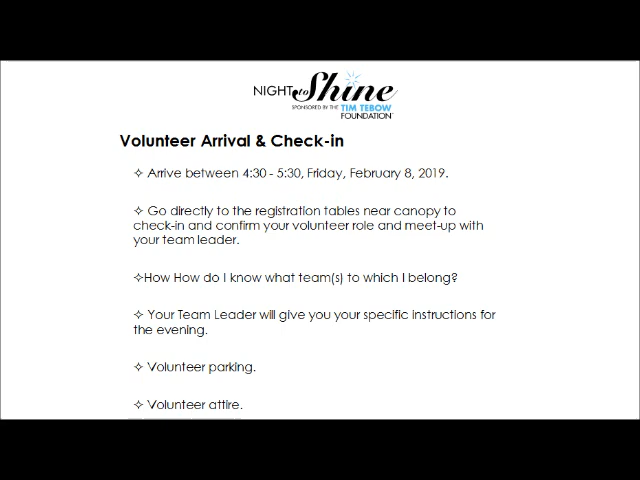 NIGHT to Shine
SPONSORED BY THE TIM TEBOW
FOUNDATION™
Volunteer Arrival & Check-in
✧ Arrive between 4:30 - 5:30, Friday, February 8, 2019.
✧ Go directly to the registration tables near canopy to
check-in and confirm your volunteer role and meet-up with
your team leader.
✧How How do I know what team(s) to which I belong?
✧ Your Team Leader will give you your specific instructions for
the evening.
✧ Volunteer parking.
✧ Volunteer attire.